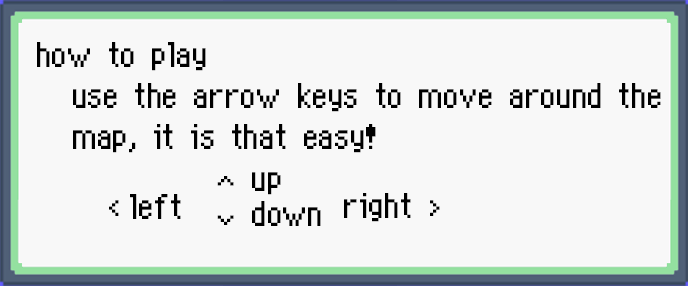 how to play
use the arrow keys to move around the
map, it is that easy!
^ up
< left
˅ down
right >